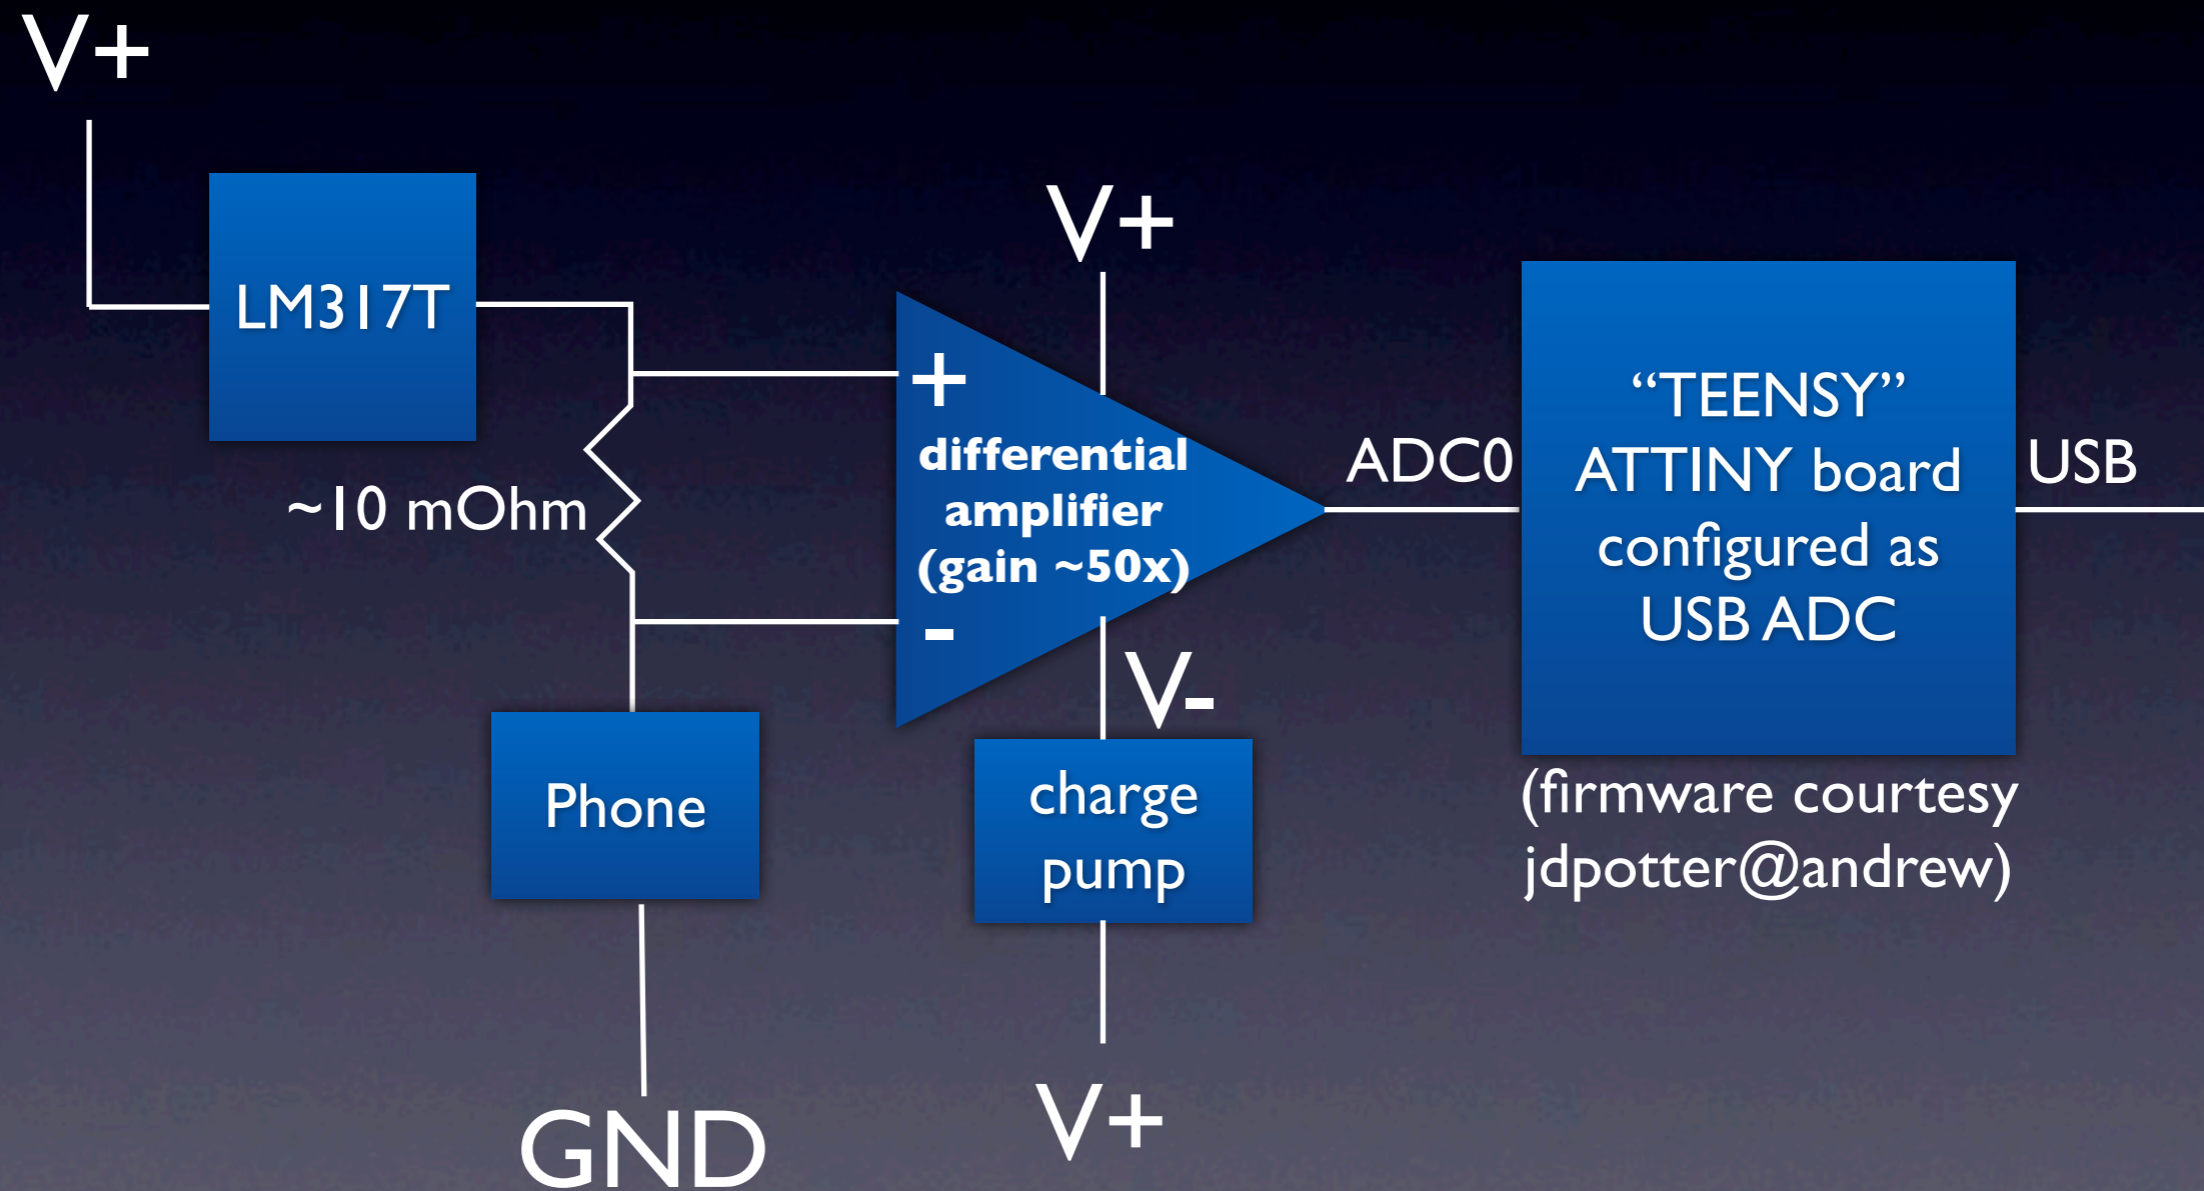 V+
LM317T
~10 mOhm
Phone
GND
V+
+
differential
amplifier
(gain ~50x)
-
V-
charge
pump
V+
ADC0
“TEENSY”
ATTINY board
configured as
USB ADC
(firmware courtesy
jdpotter@andrew)
USB